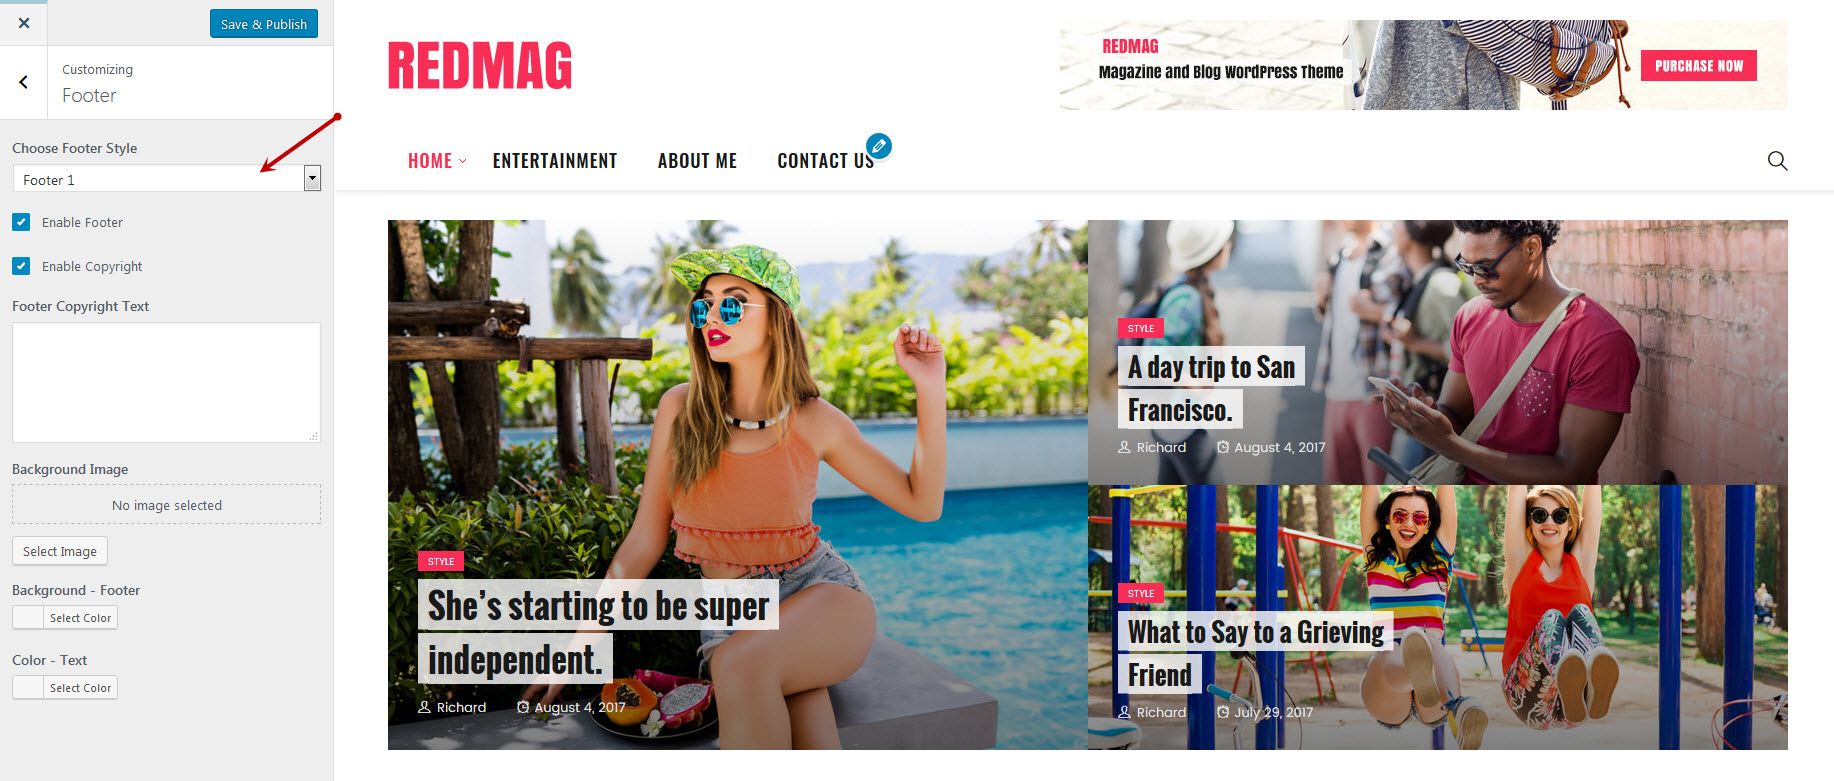 Save & Publish
Customizing
Footer
Choose Footer Style
Footer 1
Enable Footer
Enable Copyright
Footer Copyright Text
Background Image
No image selected
Select Image
Background - Footer
Select Color
Color - Text
Select Color
REDMAG
REDMAG
Magazine and Blog WordPress Theme
PURCHASE NOW
HOME
ENTERTAINMENT
ABOUT ME
CONTACT US
STYLE
She's starting to be super
independent.
Richard
August 4, 2017
STYLE
A day trip to San
Francisco.
Richard
August 4, 2017
STYLE
What to Say to a Grieving
Friend
Richard
July 29, 2017